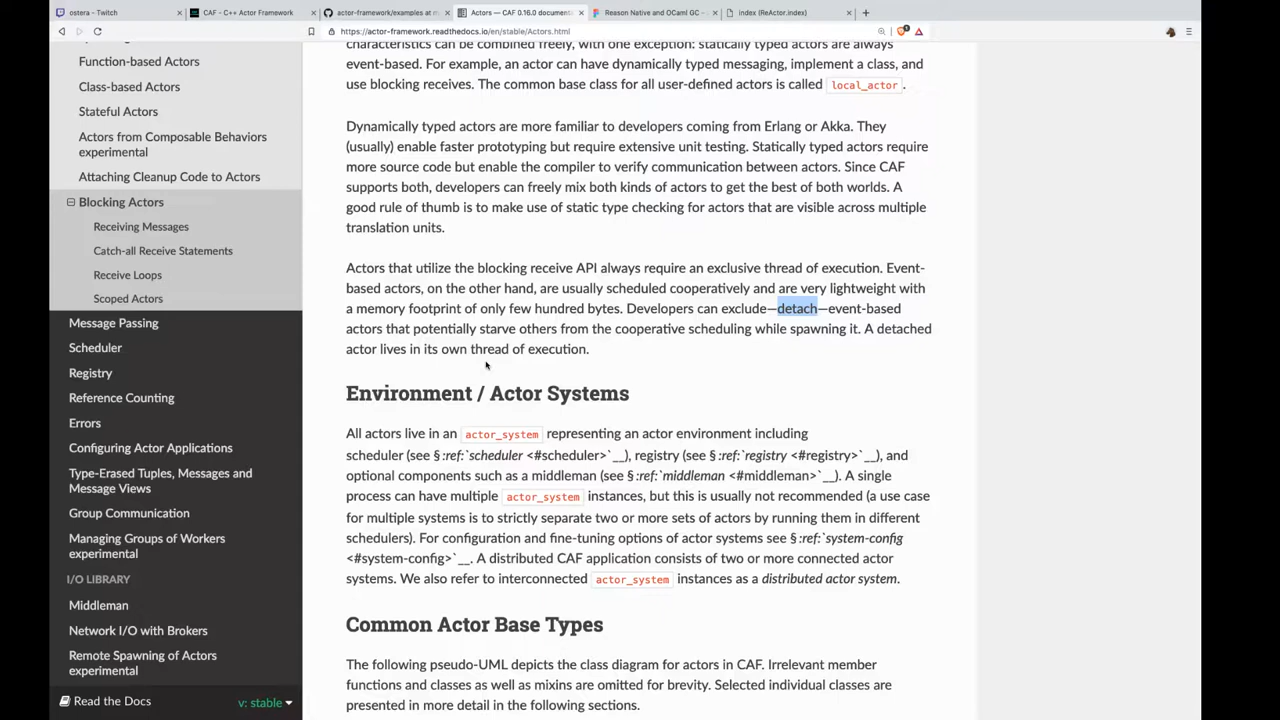 ostera - Twitch
CAF - C++ Actor Framework
actor-framework/examples at m
Actors — CAF 0.16.0 documenta
Reason Native and OCaml GC -
index (ReActor.index)
https://actor-framework.readthedocs.io/en/stable/Actors.html
Function-based Actors
Class-based Actors
Stateful Actors
Actors from Composable Behaviors
experimental
Attaching Cleanup Code to Actors
Blocking Actors
Receiving Messages
Catch-all Receive Statements
Receive Loops
Scoped Actors
Message Passing
Scheduler
Registry
Reference Counting
Errors
Configuring Actor Applications
Type-Erased Tuples, Messages and
Message Views
Group Communication
Managing Groups of Workers
experimental
I/O LIBRARY
Middleman
Network I/O with Brokers
Remote Spawning of Actors
experimental
Read the Docs
v: stable
characteristics can be combined freely, with one exception: statically typed actors are always
event-based. For example, an actor can have dynamically typed messaging, implement a class, and
use blocking receives. The common base class for all user-defined actors is called local_actor.
Dynamically typed actors are more familiar to developers coming from Erlang or Akka. They
(usually) enable faster prototyping but require extensive unit testing. Statically typed actors require
more source code but enable the compiler to verify communication between actors. Since CAF
supports both, developers can freely mix both kinds of actors to get the best of both worlds. A
good rule of thumb is to make use of static type checking for actors that are visible across multiple
translation units.
Actors that utilize the blocking receive API always require an exclusive thread of execution. Event-
based actors, on the other hand, are usually scheduled cooperatively and are very lightweight with
a memory footprint of only few hundred bytes. Developers can exclude—detach—event-based
actors that potentially starve others from the cooperative scheduling while spawning it. A detached
actor lives in its own thread of execution.
Environment / Actor Systems
All actors live in an actor_system representing an actor environment including
scheduler (see § :ref:`scheduler <#scheduler>`__), registry (see § :ref:`registry <#registry>`__), and
optional components such as a middleman (see § :ref:`middleman <#middleman>`__). A single
process can have multiple actor_system instances, but this is usually not recommended (a use case
for multiple systems is to strictly separate two or more sets of actors by running them in different
schedulers). For configuration and fine-tuning options of actor systems see § :ref:`system-config
<#system-config>`__. A distributed CAF application consists of two or more connected actor
systems. We also refer to interconnected actor_system instances as a distributed actor system.
Common Actor Base Types
The following pseudo-UML depicts the class diagram for actors in CAF. Irrelevant member
functions and classes as well as mixins are omitted for brevity. Selected individual classes are
presented in more detail in the following sections.